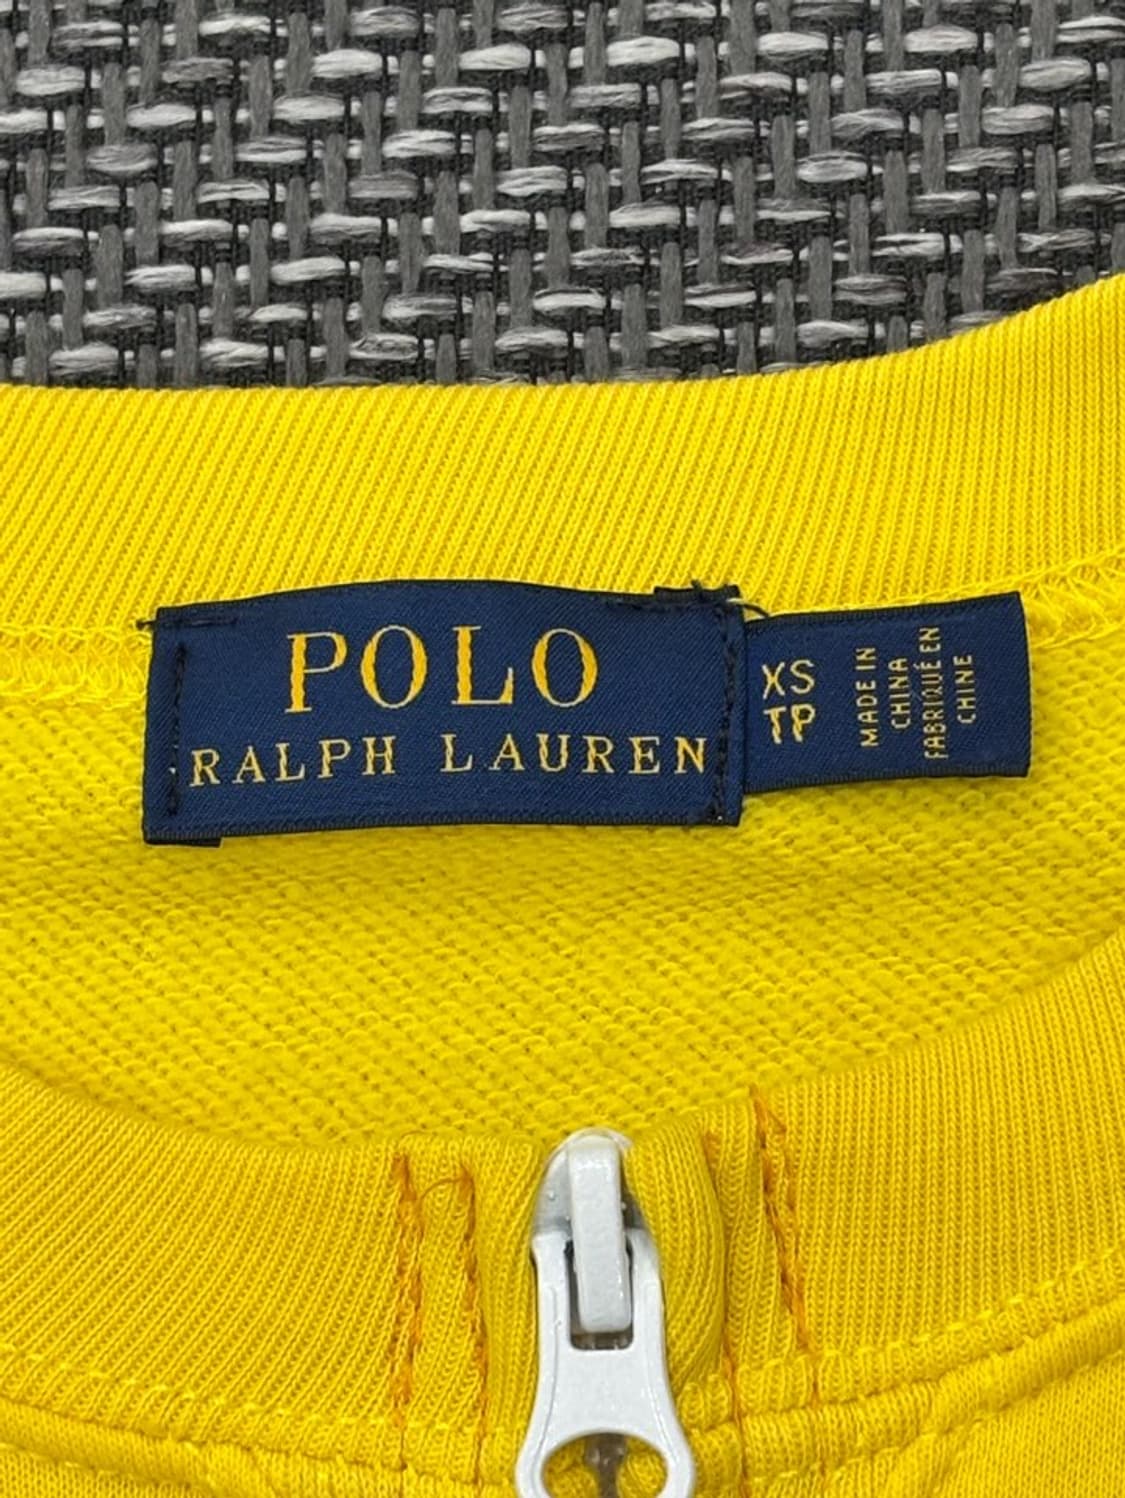 POLO
RALPH LAUREN
XS
TP
MADE IN
CHINA
FABRIQUÉ EN
CHINE